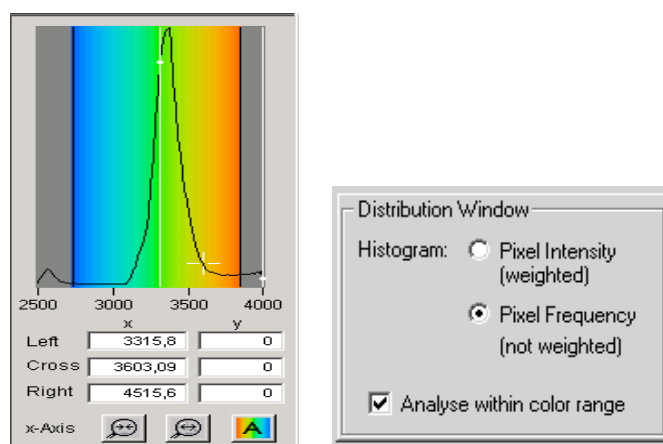 2500 3000 3500 4000
x y
Left 3315,8 0
Cross 3603,09 0
Right 4515,6 0
x-Axis A
Distribution Window
Histogram: Pixel Intensity
(weighted)
Pixel Frequency
(not weighted)
Analyse within color range